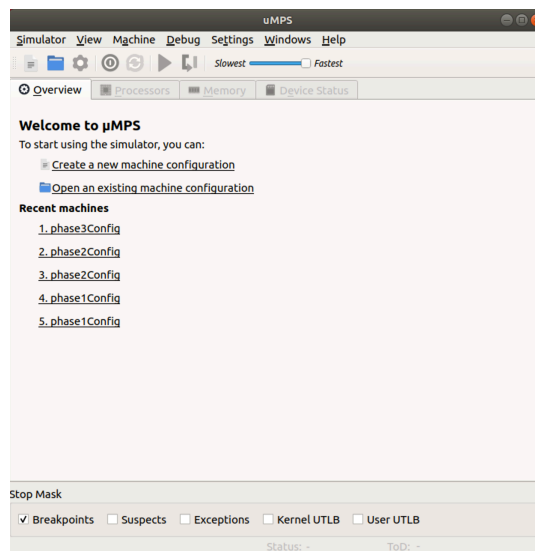 uMPS
Simulator View Machine Debug Settings Windows Help
Slowest Fastest
Overview Processors Memory Device Status
Welcome to µMPS
To start using the simulator, you can:
Create a new machine configuration
Open an existing machine configuration
Recent machines
1. phase3Config
2. phase2Config
3. phase2Config
4. phase1Config
5. phase1Config
Stop Mask
Breakpoints Suspects Exceptions Kernel UTLB User UTLB
Status: - ToD: -